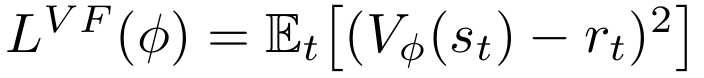 $L^{VF}(\phi) = \mathbb{E}_t\big[(V_\phi(s_t) - r_t)^2\big]$